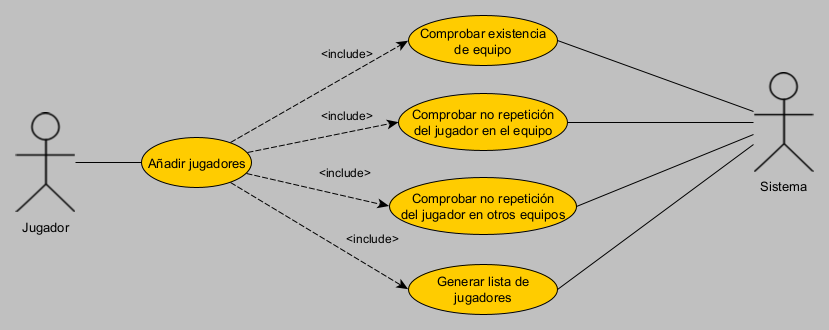 Comprobar existencia
de equipo
<include>
<include>
Comprobar no repetición
del jugador en el equipo
Añadir jugadores
<include>
Comprobar no repetición
del jugador en otros equipos
Sistema
Jugador
<include>
Generar lista de
jugadores